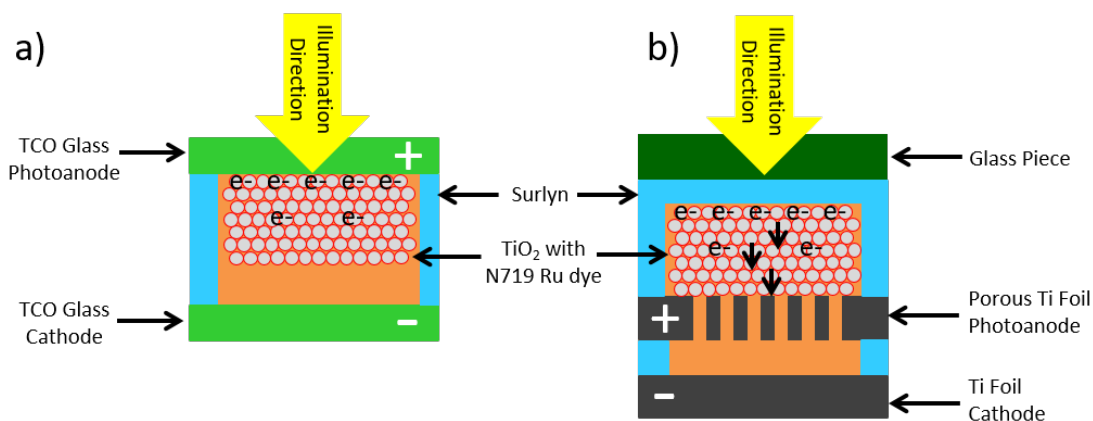 a)
Illumination
Direction
TCO Glass
Photoanode
+
e- e- e- e- e-
e- e-
Surlyn
TiO₂ with
N719 Ru dye
TCO Glass
Cathode
-
b)
Illumination
Direction
Glass Piece
e- e- e- e- e-
e- e-
+
Porous Ti Foil
Photoanode
-
Ti Foil
Cathode